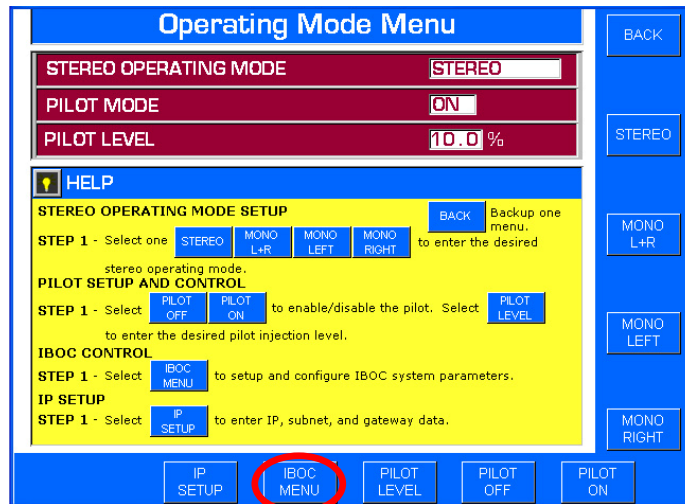 Operating Mode Menu
STEREO OPERATING MODE STEREO
PILOT MODE ON
PILOT LEVEL 10.0 %
HELP
STEREO OPERATING MODE SETUP
BACK Backup one
menu.
STEP 1 - Select one STEREO MONO L+R MONO LEFT MONO RIGHT to enter the desired
stereo operating mode.
PILOT SETUP AND CONTROL
STEP 1 - Select PILOT OFF PILOT ON to enable/disable the pilot. Select PILOT LEVEL
to enter the desired pilot injection level.
IBOC CONTROL
STEP 1 - Select IBOC MENU to setup and configure IBOC system parameters.
IP SETUP
STEP 1 - Select IP SETUP to enter IP, subnet, and gateway data.
BACK
STEREO
MONO
L+R
MONO
LEFT
MONO
RIGHT
IP
SETUP
IBOC
MENU
PILOT
LEVEL
PILOT
OFF
PILOT
ON